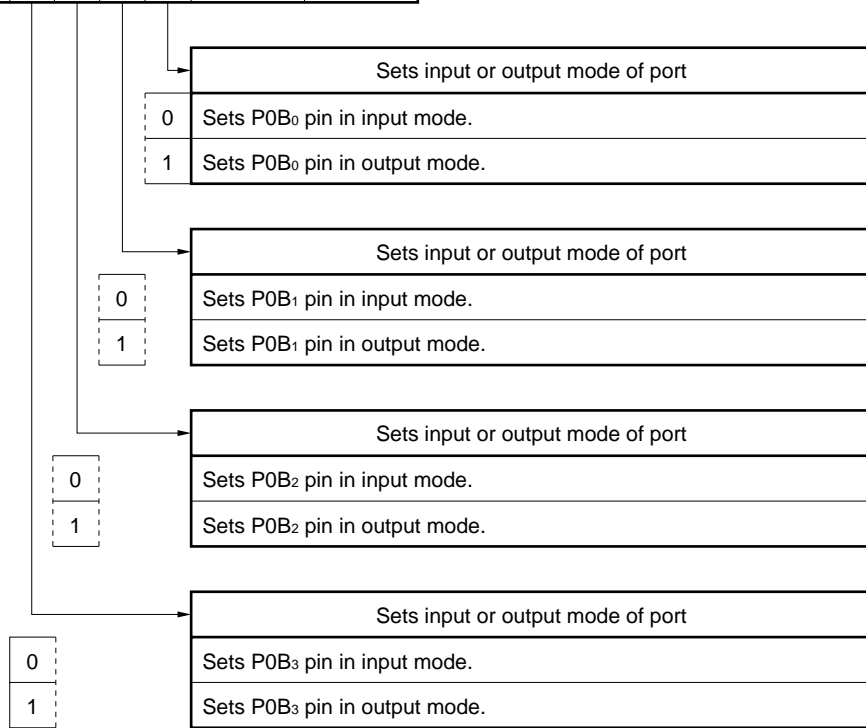 Sets input or output mode of port
0 Sets P0B₀ pin in input mode.
1 Sets P0B₀ pin in output mode.
Sets input or output mode of port
0 Sets P0B₁ pin in input mode.
1 Sets P0B₁ pin in output mode.
Sets input or output mode of port
0 Sets P0B₂ pin in input mode.
1 Sets P0B₂ pin in output mode.
Sets input or output mode of port
0 Sets P0B₃ pin in input mode.
1 Sets P0B₃ pin in output mode.